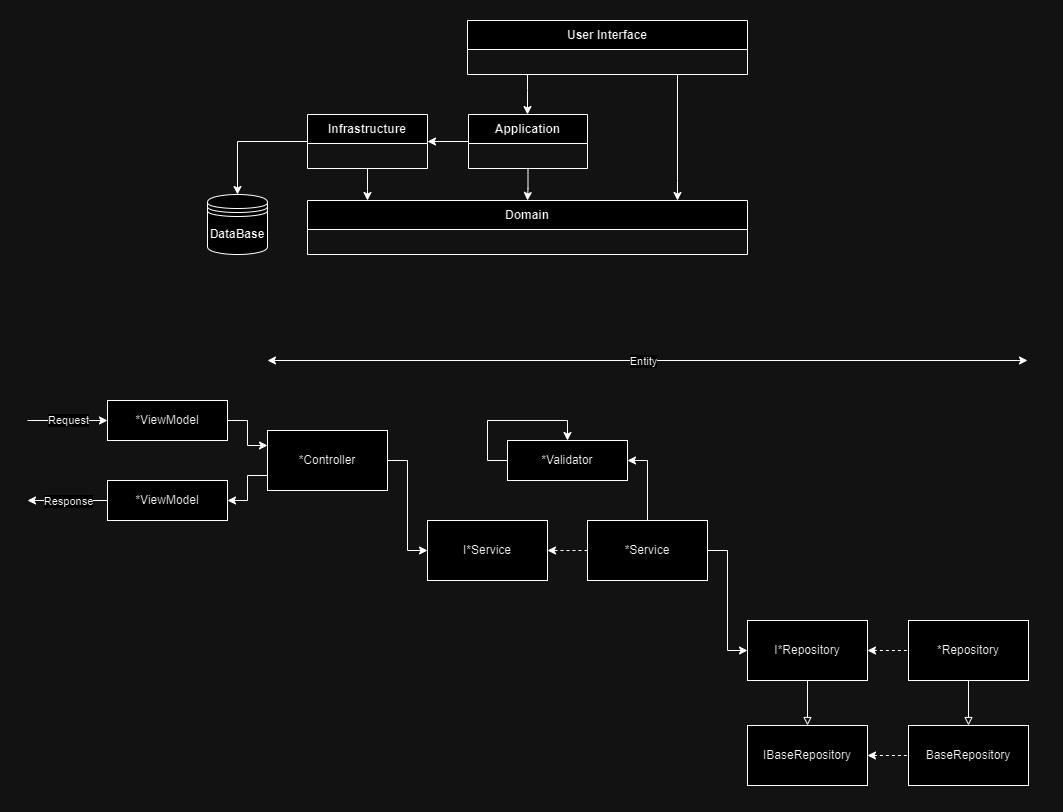 User Interface
Infrastructure
Application
DataBase
Domain
Entity
Request
*ViewModel
*Controller
*Validator
Response
*ViewModel
I*Service
*Service
I*Repository
*Repository
IBaseRepository
BaseRepository